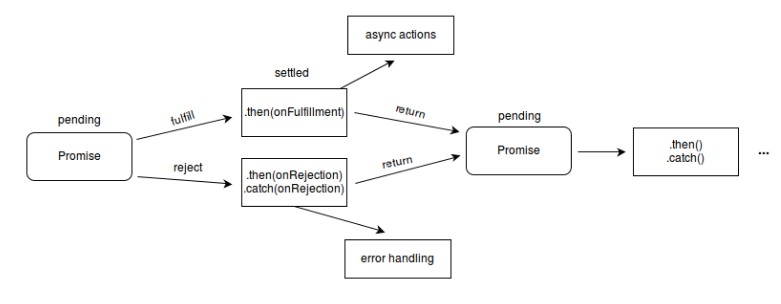 async actions
settled
.then(onFulfillment)
pending
fulfill
return
pending
Promise
Promise
.then()
.catch()
...
reject
.then(onRejection)
.catch(onRejection)
return
error handling